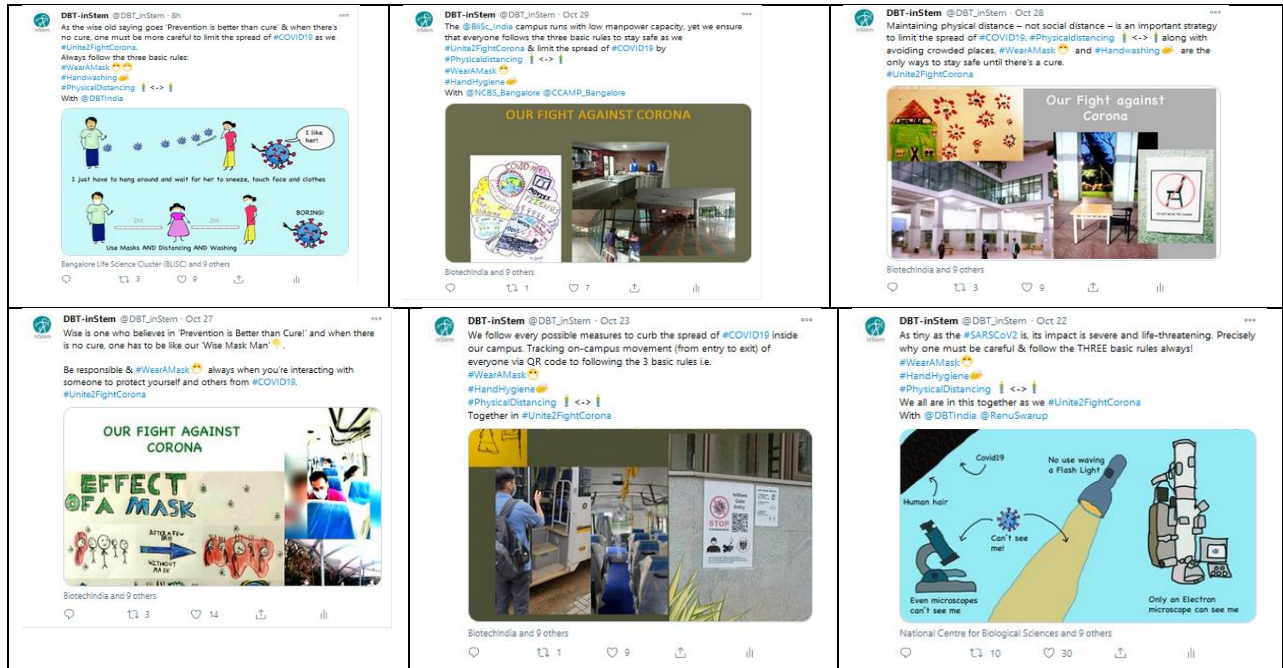 DBT-inStem @DBT_inStem · 8h
As the wise old saying goes 'Prevention is better than cure' & when there's
no cure, one must be more careful to limit the spread of #COVID19 as we
#Unite2FightCorona.
Always follow the three basic rules:
#WearAMask
#Handwashing
#PhysicalDistancing <->
With @DBTIndia
I like
her!
I just have to hang around and wait for her to sneeze, touch face and clothes
2M
2M
BORING!
Use Masks AND Distancing AND Washing
Bangalore Life Science Cluster (BLiSC) and 9 others
3
9
DBT-inStem @DBT_inStem · Oct 29
The @BliSc_India campus runs with low manpower capacity, yet we ensure
that everyone follows the three basic rules to stay safe as we
#Unite2FightCorona & limit the spread of #COVID19 by
#Physicaldistancing <->
#WearAMask
#HandHygiene
With @NCBS_Bangalore @CCAMP_Bangalore
OUR FIGHT AGAINST CORONA
BiotechIndia and 9 others
1
7
DBT-inStem @DBT_inStem · Oct 28
Maintaining physical distance – not social distance – is an important strategy
to limit the spread of #COVID19. #Physicaldistancing <-> along with
avoiding crowded places, #WearAMask and #Handwashing are the
only ways to stay safe until there's a cure.
#Unite2FightCorona
Our Fight against
Corona
DO NOT MOVE THE CHAIRS
BiotechIndia and 9 others
3
9
DBT-inStem @DBT_inStem · Oct 27
Wise is one who believes in 'Prevention is Better than Cure!' and when there
is no cure, one has to be like our 'Wise Mask Man' .
Be responsible & #WearAMask always when you're interacting with
someone to protect yourself and others from #COVID19.
#Unite2FightCorona
OUR FIGHT AGAINST
CORONA
EFFECT
OF A MASK
AFTER A FEW
DAYS
WITHOUT
MASK
BiotechIndia and 9 others
3
14
DBT-inStem @DBT_inStem · Oct 23
We follow every possible measures to curb the spread of #COVID19 inside
our campus. Tracking on-campus movement (from entry to exit) of
everyone via QR code to following the 3 basic rules i.e.
#WearAMask
#HandHygiene
#PhysicalDistancing <->
Together in #Unite2FightCorona
InStem
Gate
Entry
STOP
BiotechIndia and 9 others
1
9
DBT-inStem @DBT_inStem · Oct 22
As tiny as the #SARSCoV2 is, its impact is severe and life-threatening. Precisely
why one must be careful & follow the THREE basic rules always!
#WearAMask
#HandHygiene
#PhysicalDistancing <->
We all are in this together as we #Unite2FightCorona
With @DBTIndia @RenuSwarup
Covid19
Human hair
No use waving
a Flash Light
Can't see
me!
Even microscopes
can't see me
Only an Electron
microscope can see me
National Centre for Biological Sciences and 9 others
10
30